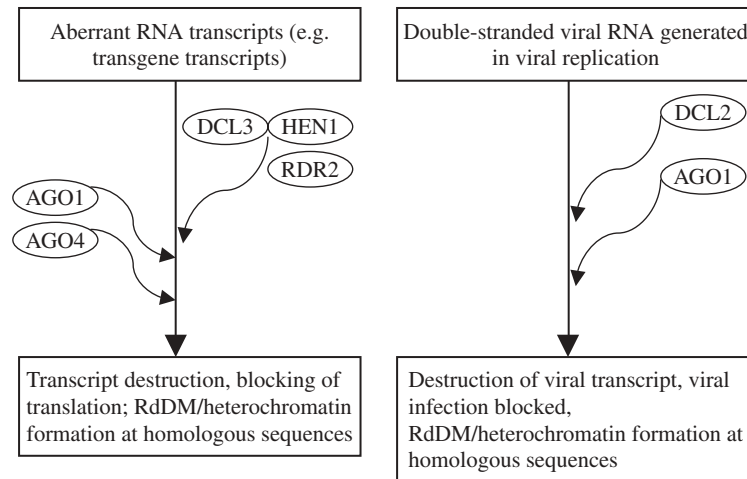 Aberrant RNA transcripts (e.g.
transgene transcripts)
DCL3
HEN1
RDR2
AGO1
AGO4
Transcript destruction, blocking of
translation; RdDM/heterochromatin
formation at homologous sequences
Double-stranded viral RNA generated
in viral replication
DCL2
AGO1
Destruction of viral transcript, viral
infection blocked,
RdDM/heterochromatin formation at
homologous sequences